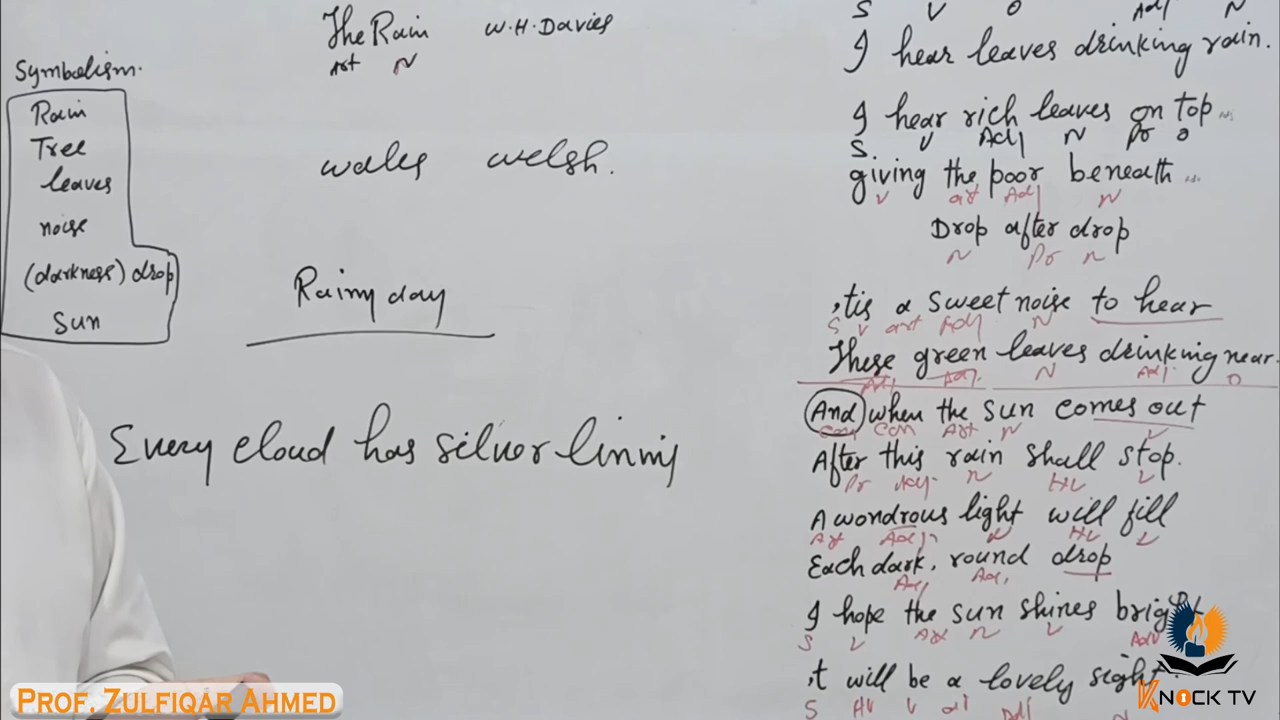 The Rain W.H. Davies
Art N
Symbolism.
Rain
Tree
leaves
noise
(darkness) drop
Sun
wales welsh.
Rainy day
Every cloud has silver lining
S V O Adj N
I hear leaves drinking rain.
I hear rich leaves on top...
S. V Adj N Pr O
giving the poor beneath...
V art Adj N
Drop after drop
N Pr n
'tis a sweet noise to hear
S V art Adj N
These green leaves drinking near.
Adj Adj. N Adj. O
And when the sun comes out
Con Con Art n V
After this rain shall stop.
Pr Adj. n HV V
A wondrous light will fill
Art Adj. N HV V
Each dark, round drop
Adj Adj,
I hope the sun shines bright
S V Art n V Adv
it will be a lovely sight.
S HV V at Adj N
PROF. ZULFIQAR AHMED
KNOCK TV